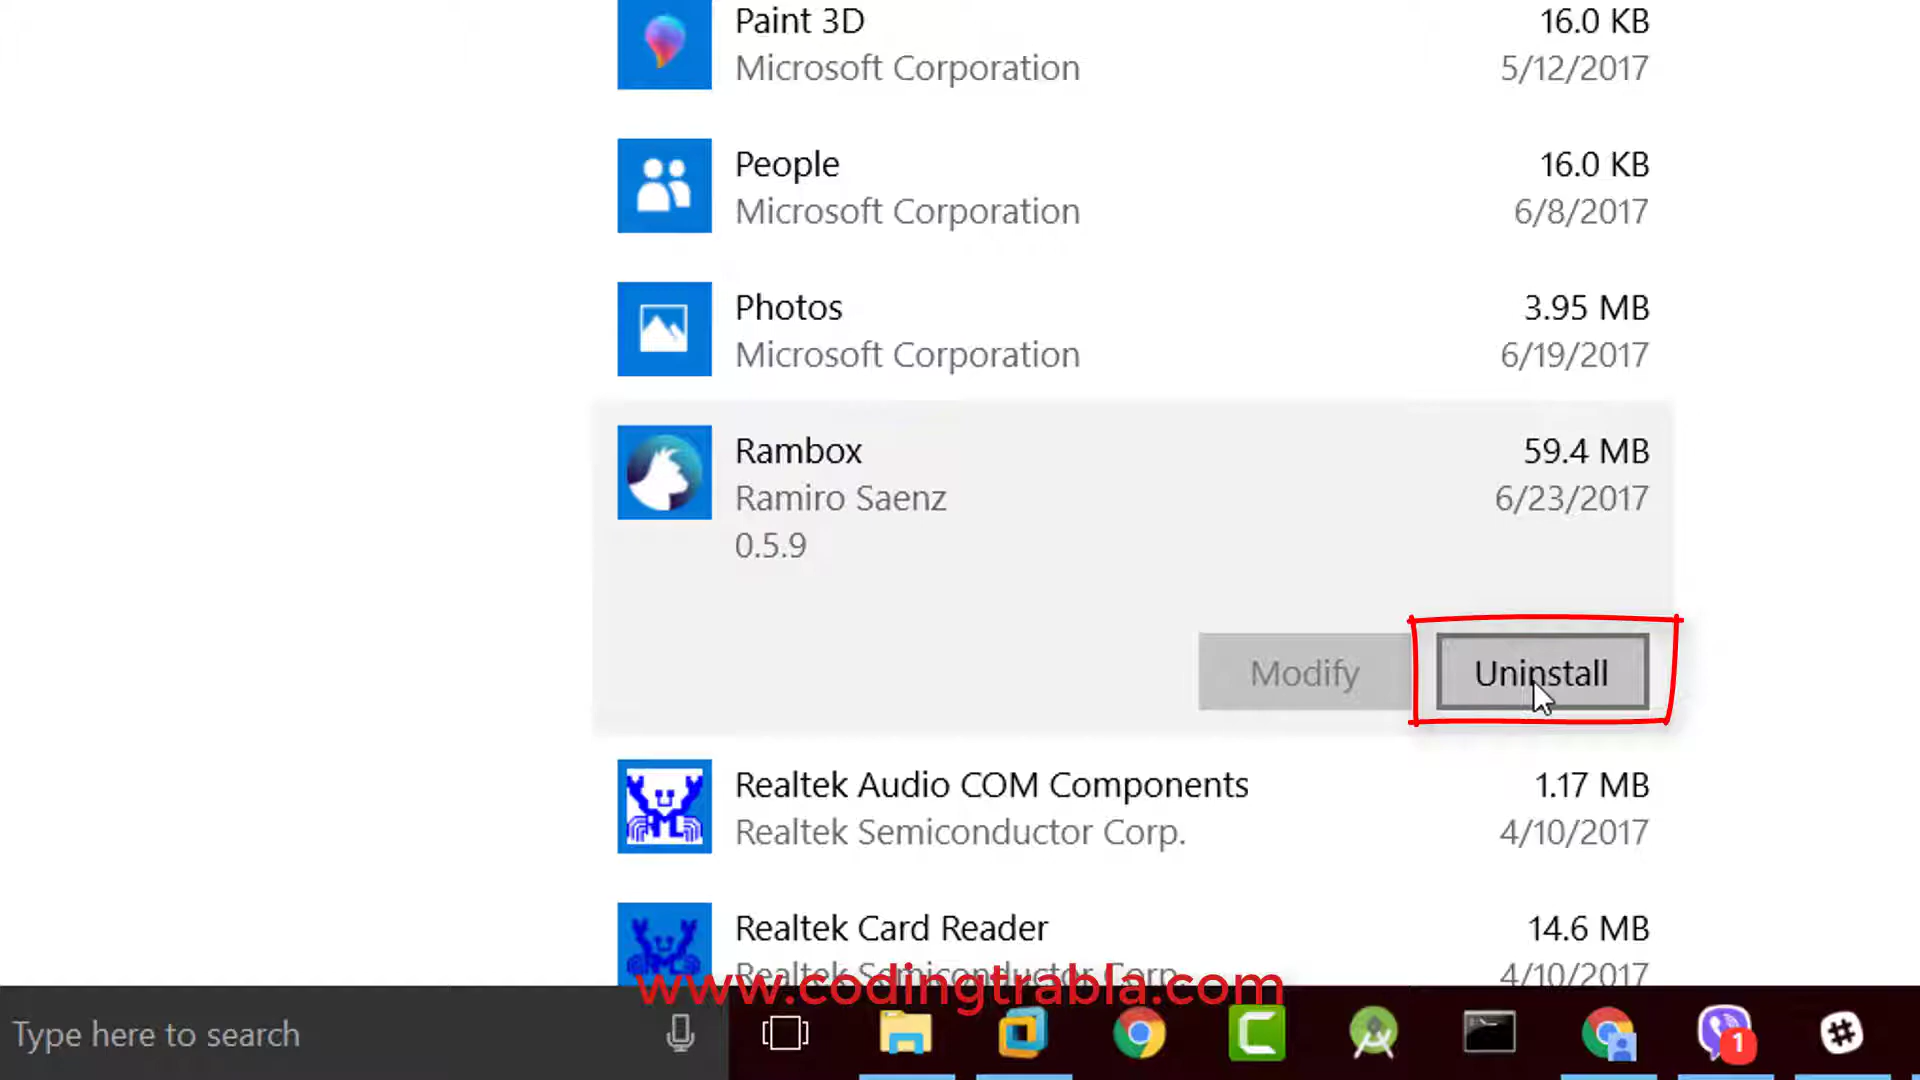 Paint 3D 16.0 KB
Microsoft Corporation 5/12/2017
People 16.0 KB
Microsoft Corporation 6/8/2017
Photos 3.95 MB
Microsoft Corporation 6/19/2017
Rambox 59.4 MB
Ramiro Saenz 6/23/2017
0.5.9
Modify Uninstall
Realtek Audio COM Components 1.17 MB
Realtek Semiconductor Corp. 4/10/2017
Realtek Card Reader 14.6 MB
Realtek Semiconductor Corp. 4/10/2017
www.codingtrabla.com
Type here to search
1